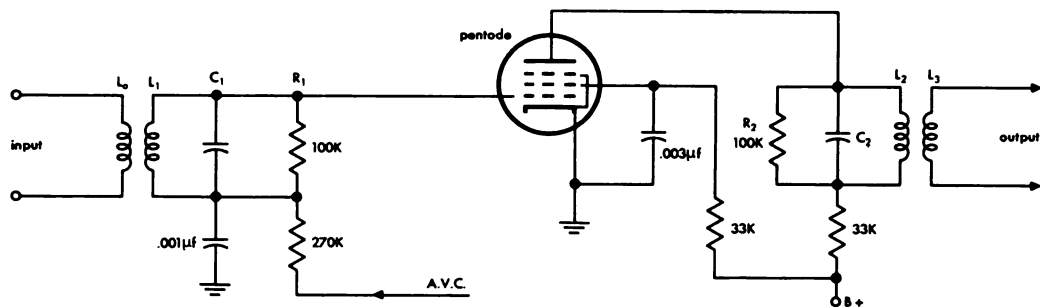 pentode
L₀ L₁ C₁ R₁
L₂ L₃
input
100K
.003µf
R₂
100K
C₂
output
.001µf
270K
33K
33K
A.V.C.
B+